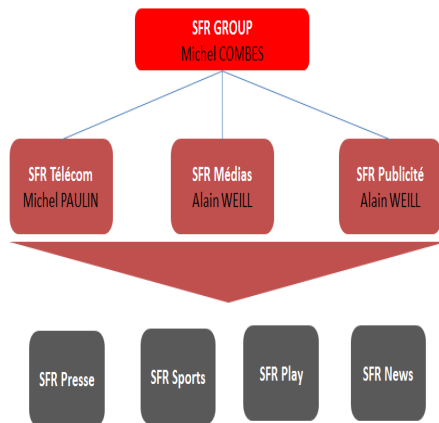 SFR GROUP
Michel COMBES
SFR Télécom
Michel PAULIN
SFR Médias
Alain WEILL
SFR Publicité
Alain WEILL
SFR Presse
SFR Sports
SFR Play
SFR News